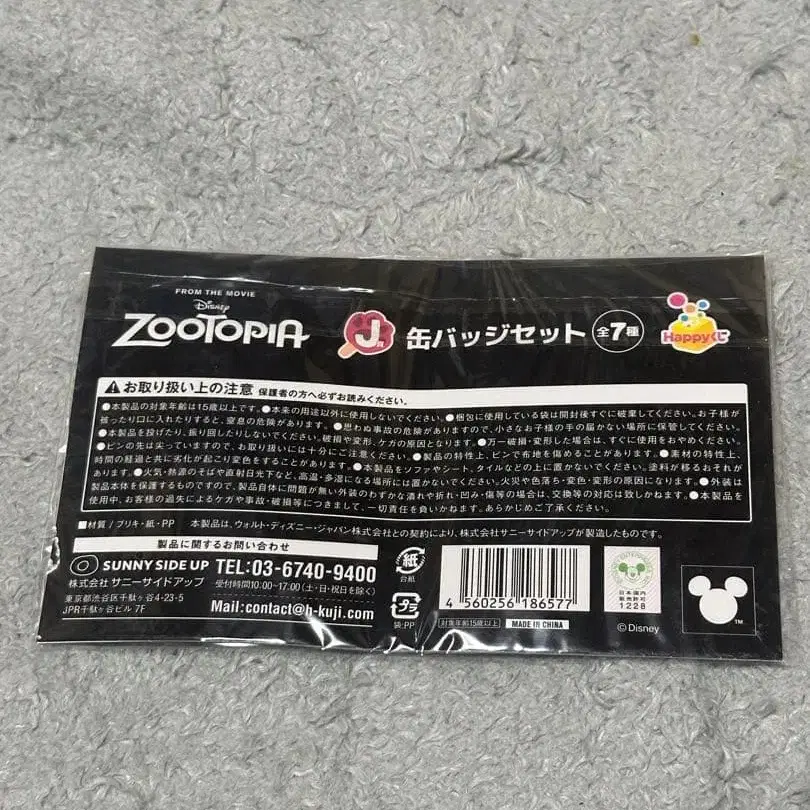 FROM THE MOVIE
Disney
ZOOTOPIA
J賞
缶バッジセット
全7種
Happyくじ
お取り扱い上の注意 保護者の方へ必ずお読みください。
●本製品の対象年齢は15歳以上です。●本来の用途以外に使用しないでください。●梱包に使用している袋は開封後すぐに破棄してください。お子様が
被ったり口に入れたりすると、窒息の危険があります。●思わぬ事故の危険がありますので、小さなお子様の手の届かない場所に保管してください。
●本製品を投げたり、振り回したりしないでください。破損や変形、ケガの原因となります。●万一破損・変形した場合は、すぐに使用をおやめください。
●ピンの先は尖っていますので、お取り扱いには十分にご注意ください。●製品の特性上、ピンで布地を傷めることがあります。●素材の特性上、
時間の経過と共に劣化が起こり変色をすることがあります。●本製品をソファやシート、タイルなどの上に置かないでください。塗料が移るおそれが
あります。●火気・熱源のそばや直射日光下など、高温・多湿になる場所には置かないでください。火災や色落ち・変色・変形の原因になります。●外装は
製品本体を保護するものですので、製品自体に問題が無い外装のわずかな潰れや折れ・凹み・傷等の場合は、交換等の対応は致しかねます。●本製品を
使用中、お客様の過失によるケガや事故・破損等につきまして、一切責任を負いかねます。あらかじめご了承ください。
■材質/ブリキ・紙・PP 本製品は、ウォルト・ディズニー・ジャパン株式会社との契約により、株式会社サニーサイドアップが製造したものです。
製品に関するお問い合わせ
SUNNY SIDE UP
株式会社 サニーサイドアップ
東京都渋谷区千駄ヶ谷4-23-5
JPR千駄ヶ谷ビル 7F
TEL:03-6740-9400
受付時間10:00~17:00(土・日・祝日を除く)
Mail:contact@h-kuji.com
紙
台紙
プラ
袋:PP
4 560256 186577
対象年齢15歳以上
MADE IN CHINA
日本国内
販売許可
1228
©Disney
TM